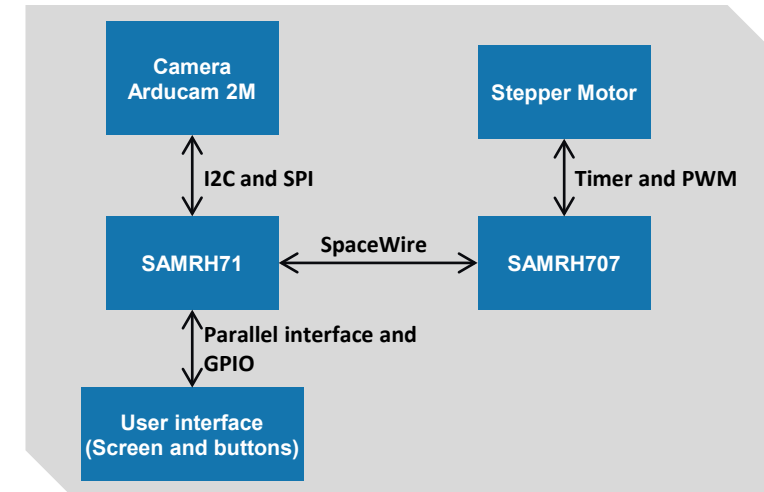 Camera
Arducam 2M
Stepper Motor
I2C and SPI
Timer and PWM
SAMRH71
SpaceWire
SAMRH707
Parallel interface and
GPIO
User interface
(Screen and buttons)